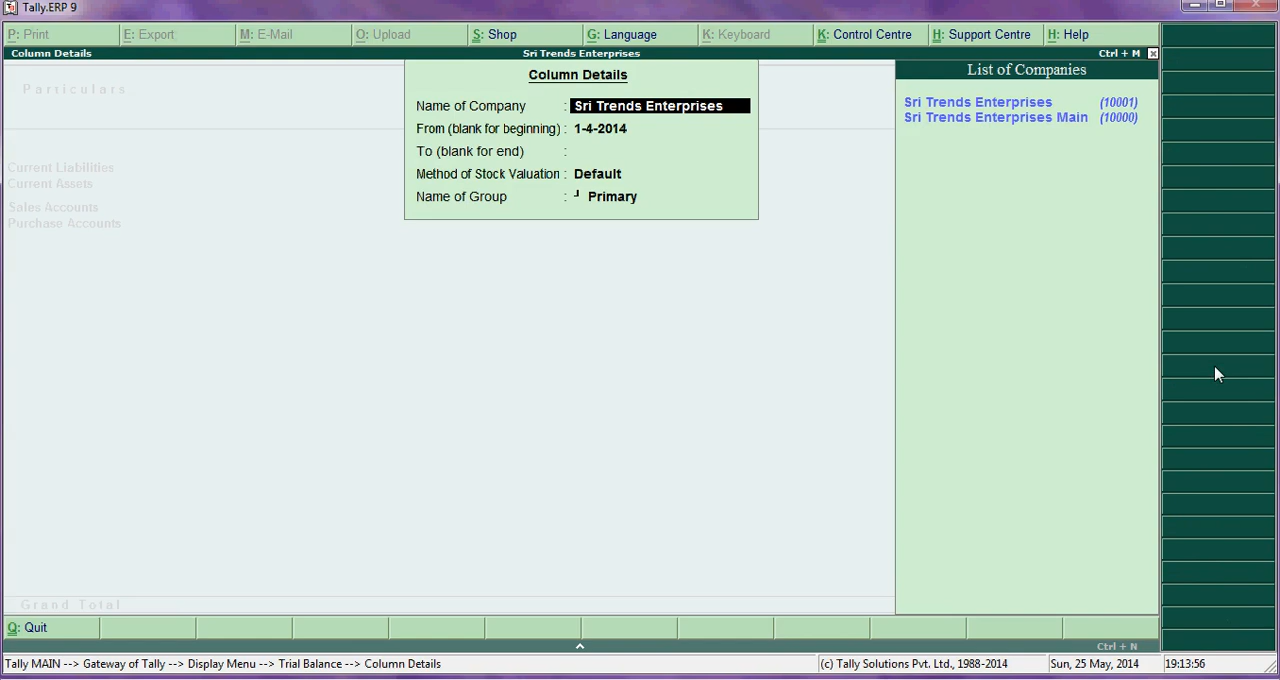 Tally.ERP 9
P: Print E: Export M: E-Mail O: Upload S: Shop G: Language K: Keyboard K: Control Centre H: Support Centre H: Help
Column Details Sri Trends Enterprises Ctrl + M x
Particulars
Current Liabilities
Current Assets
Sales Accounts
Purchase Accounts
Grand Total
Column Details
Name of Company : Sri Trends Enterprises
From (blank for beginning) : 1-4-2014
To (blank for end) :
Method of Stock Valuation : Default
Name of Group : ┘ Primary
List of Companies
Sri Trends Enterprises (10001)
Sri Trends Enterprises Main (10000)
Q: Quit
Ctrl + N
Tally MAIN --> Gateway of Tally --> Display Menu --> Trial Balance --> Column Details (c) Tally Solutions Pvt. Ltd., 1988-2014 Sun, 25 May, 2014 19:13:56